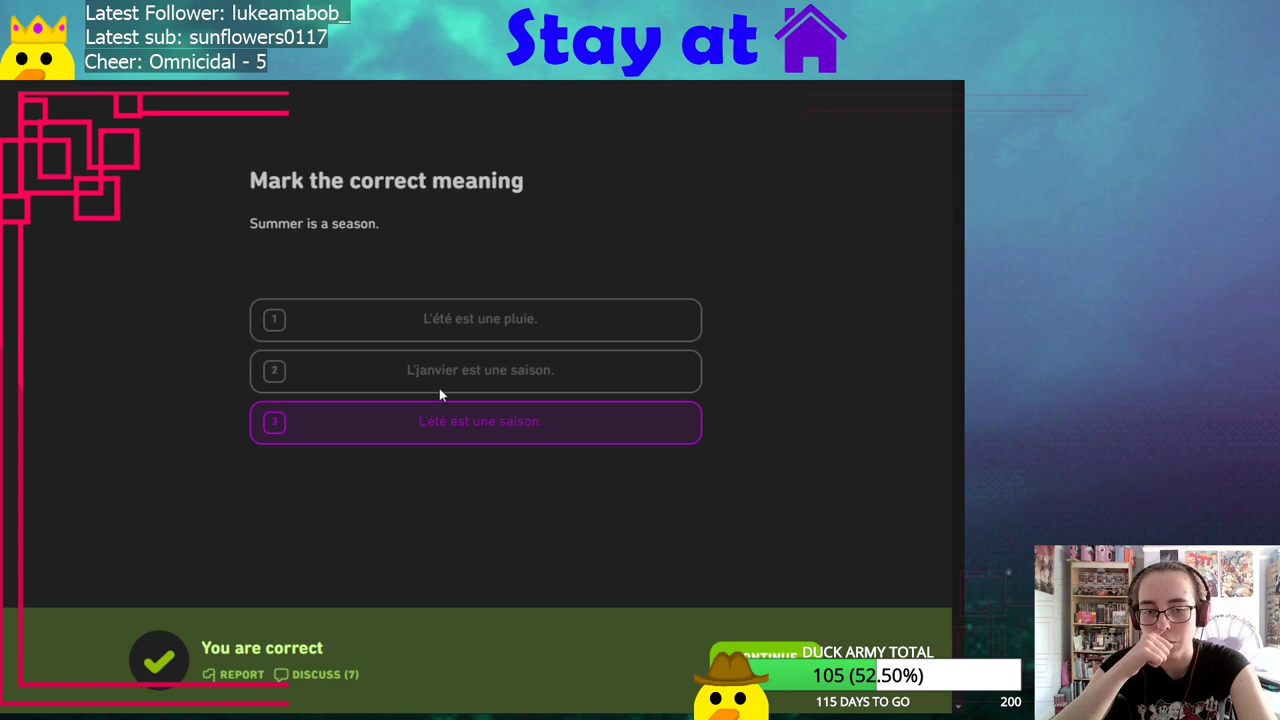 Latest Follower: lukeamabob_
Latest sub: sunflowers0117
Cheer: Omnicidal - 5
Stay at
Mark the correct meaning
Summer is a season.
1 L'été est une pluie.
2 L'janvier est une saison.
3 L'été est une saison.
You are correct
REPORT DISCUSS (7)
CONTINUE
DUCK ARMY TOTAL
105 (52.50%)
115 DAYS TO GO 200